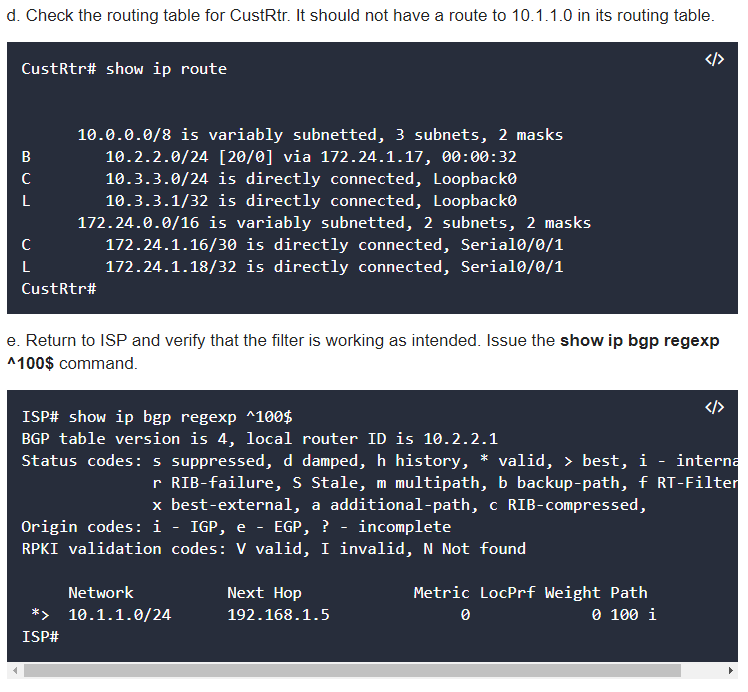 d. Check the routing table for CustRtr. It should not have a route to 10.1.1.0 in its routing table.
</>
CustRtr# show ip route
10.0.0.0/8 is variably subnetted, 3 subnets, 2 masks
B 10.2.2.0/24 [20/0] via 172.24.1.17, 00:00:32
C 10.3.3.0/24 is directly connected, Loopback0
L 10.3.3.1/32 is directly connected, Loopback0
172.24.0.0/16 is variably subnetted, 2 subnets, 2 masks
C 172.24.1.16/30 is directly connected, Serial0/0/1
L 172.24.1.18/32 is directly connected, Serial0/0/1
CustRtr#
e. Return to ISP and verify that the filter is working as intended. Issue the show ip bgp regexp
^100$ command.
</>
ISP# show ip bgp regexp ^100$
BGP table version is 4, local router ID is 10.2.2.1
Status codes: s suppressed, d damped, h history, * valid, > best, i - interna
r RIB-failure, S Stale, m multipath, b backup-path, f RT-Filter
x best-external, a additional-path, c RIB-compressed,
Origin codes: i - IGP, e - EGP, ? - incomplete
RPKI validation codes: V valid, I invalid, N Not found
Network Next Hop Metric LocPrf Weight Path
*> 10.1.1.0/24 192.168.1.5 0 0 100 i
ISP#